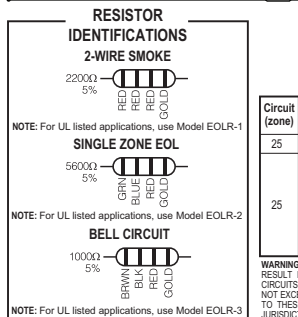 RESISTOR
IDENTIFICATIONS
2-WIRE SMOKE
2200Ω
5%
RED
RED
RED
GOLD
NOTE: For UL listed applications, use Model EOLR-1
SINGLE ZONE EOL
5600Ω
5%
GRN
BLUE
RED
GOLD
NOTE: For UL listed applications, use Model EOLR-2
BELL CIRCUIT
1000Ω
5%
BRWN
BLK
RED
GOLD
NOTE: For UL listed applications, use Model EOLR-3
Circuit
(zone)
25
25
WARNING
RESULT
CIRCUITS
NOT EXC
TO THES
JURISDIC